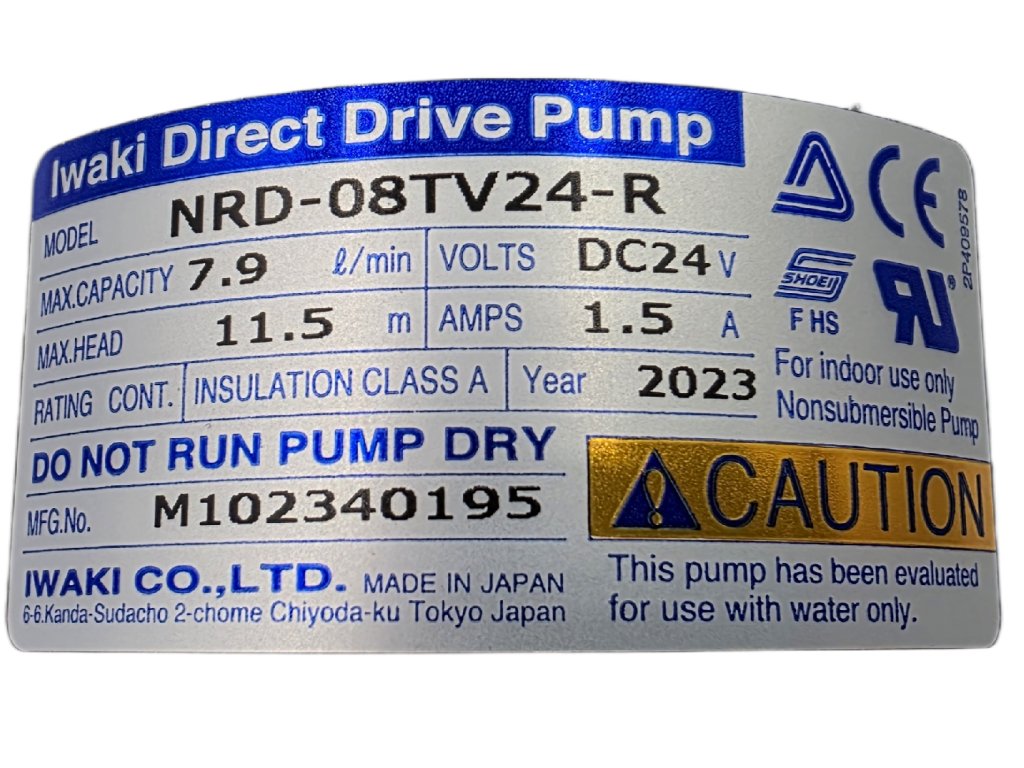 Iwaki Direct Drive Pump
MODEL NRD-08TV24-R
MAX.CAPACITY 7.9 ℓ/min VOLTS DC24 V
MAX.HEAD 11.5 m AMPS 1.5 A
RATING CONT. INSULATION CLASS A Year 2023
DO NOT RUN PUMP DRY
MFG.No. M102340195
IWAKI CO.,LTD. MADE IN JAPAN
6-6.Kanda-Sudacho 2-chome Chiyoda-ku Tokyo Japan
CE
2P409578
SHOEI
F HS
RU®
For indoor use only
Nonsubmersible Pump
CAUTION
This pump has been evaluated
for use with water only.